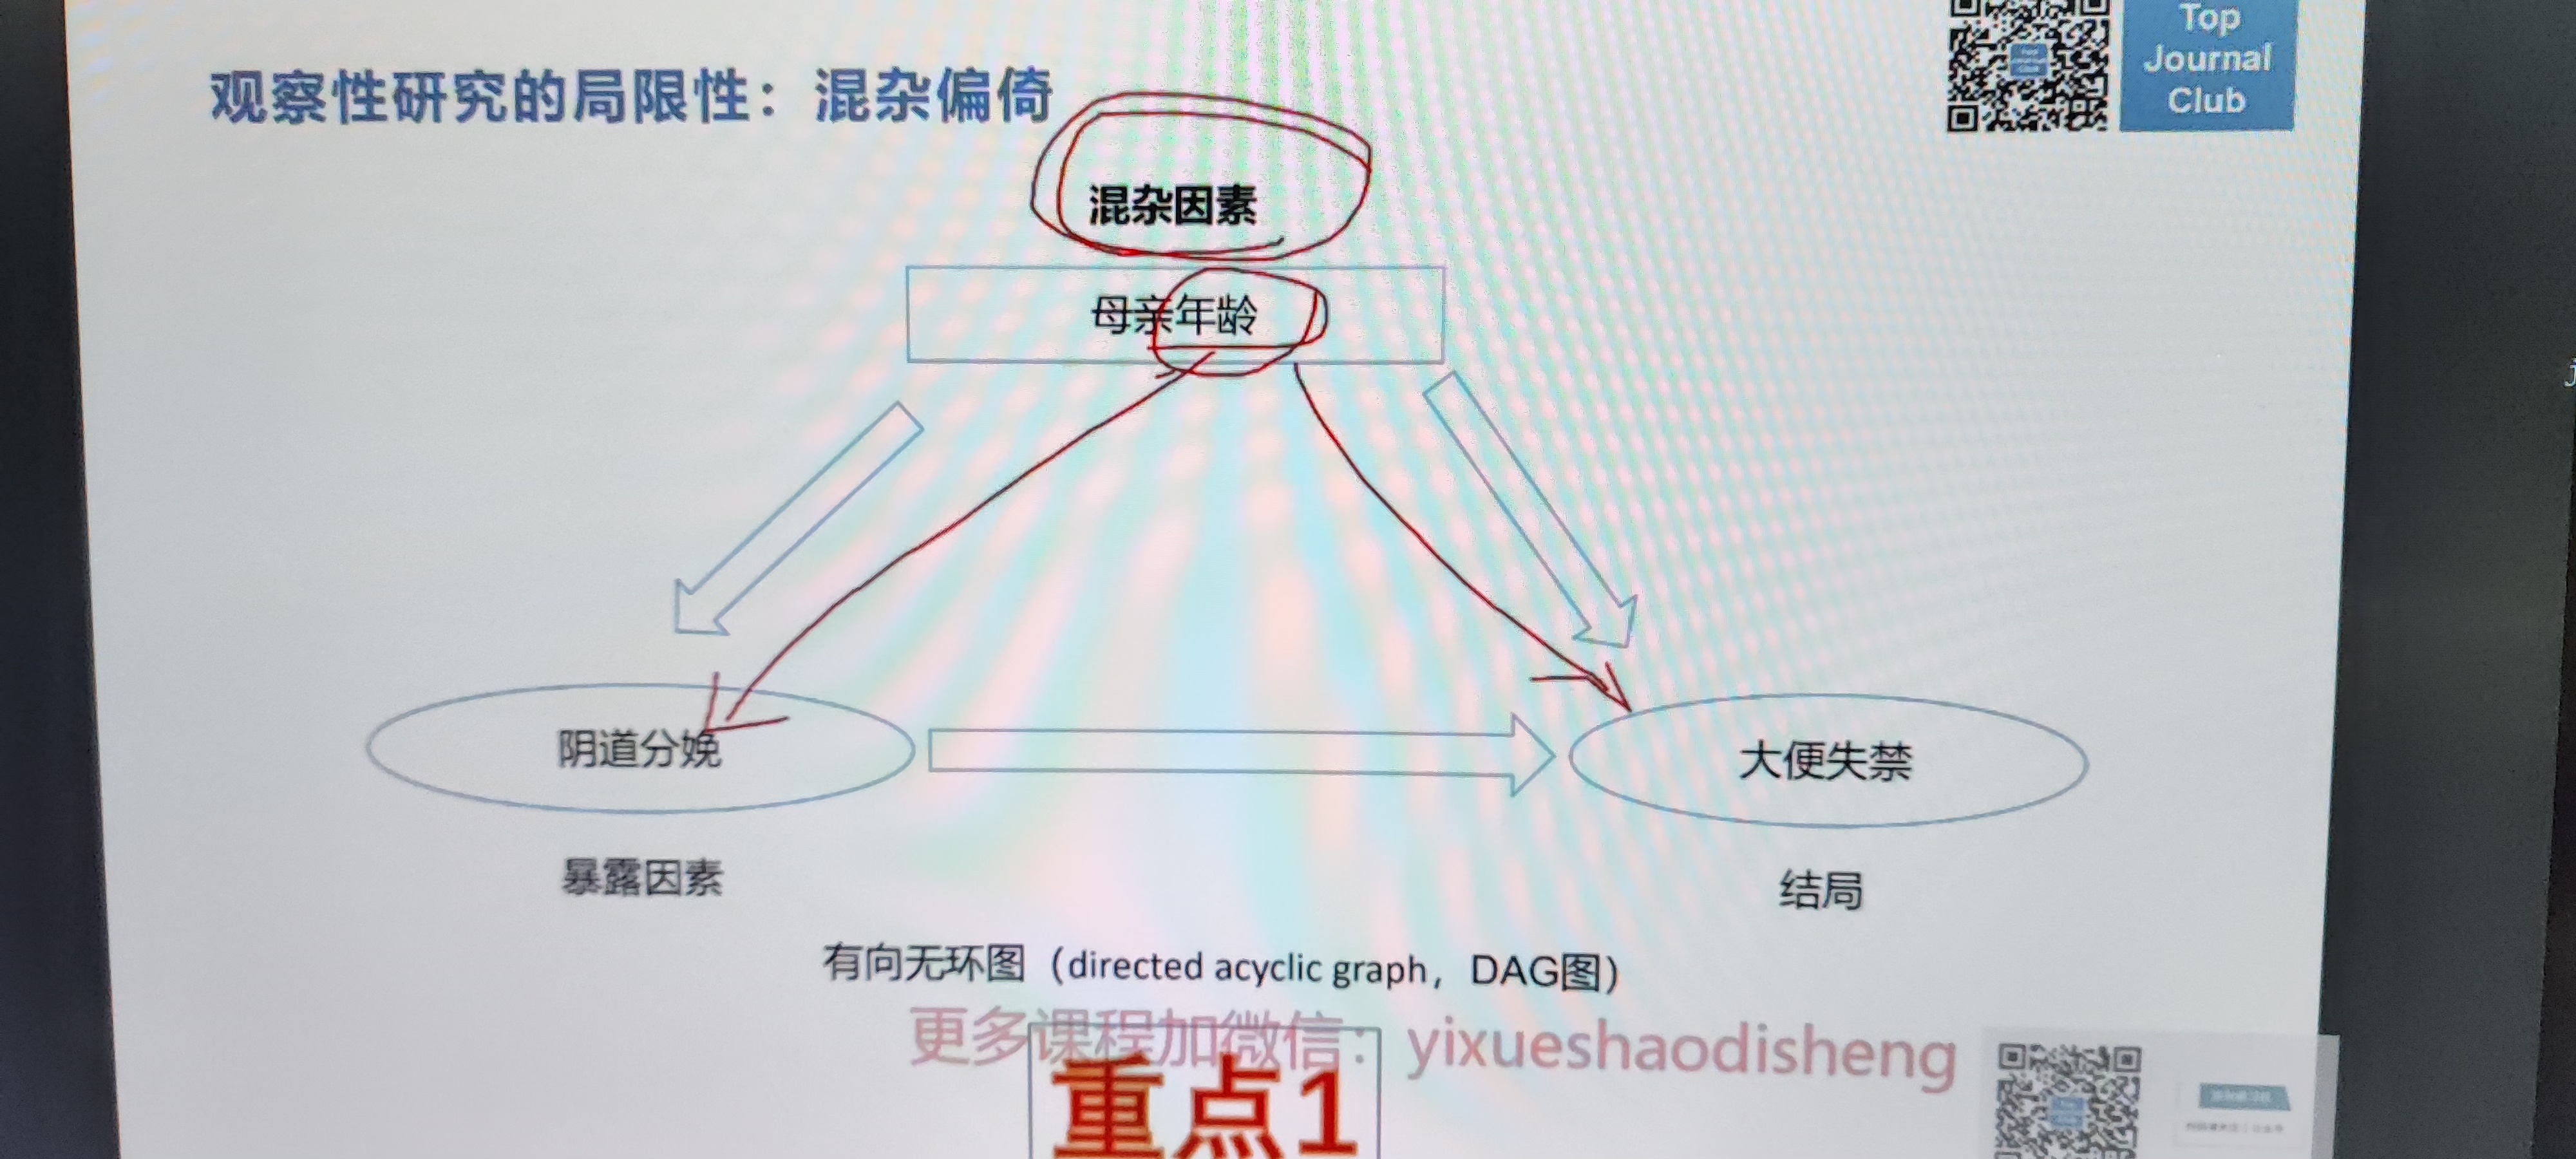 观察性研究的局限性：混杂偏倚
Top
Journal
Club
混杂因素
母亲年龄
阴道分娩
大便失禁
暴露因素
结局
有向无环图（directed acyclic graph，DAG图）
更多课程加微信：yixueshaodisheng
重点1